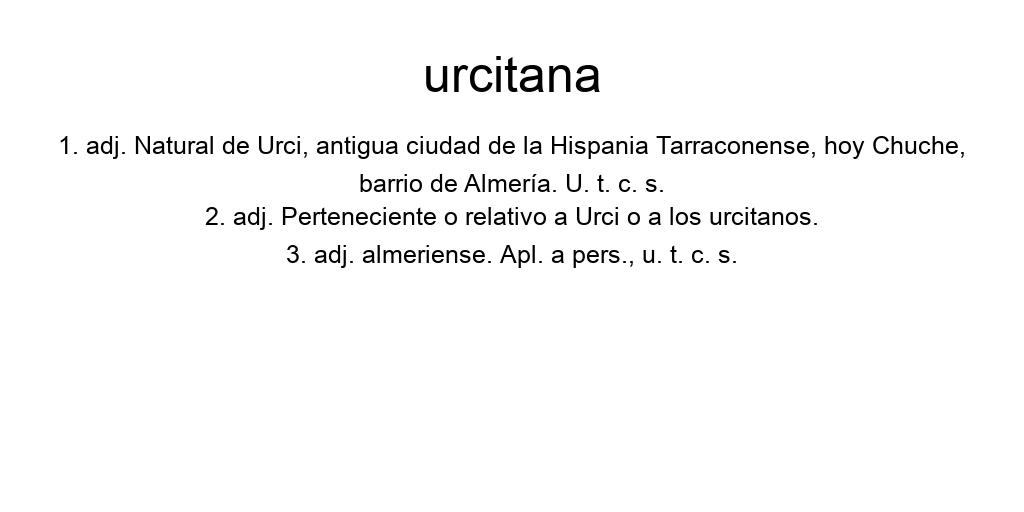 urcitana
1. adj. Natural de Urci, antigua ciudad de la Hispania Tarraconense, hoy Chuche,
barrio de Almería. U. t. c. s.
2. adj. Perteneciente o relativo a Urci o a los urcitanos.
3. adj. almeriense. Apl. a pers., u. t. c. s.